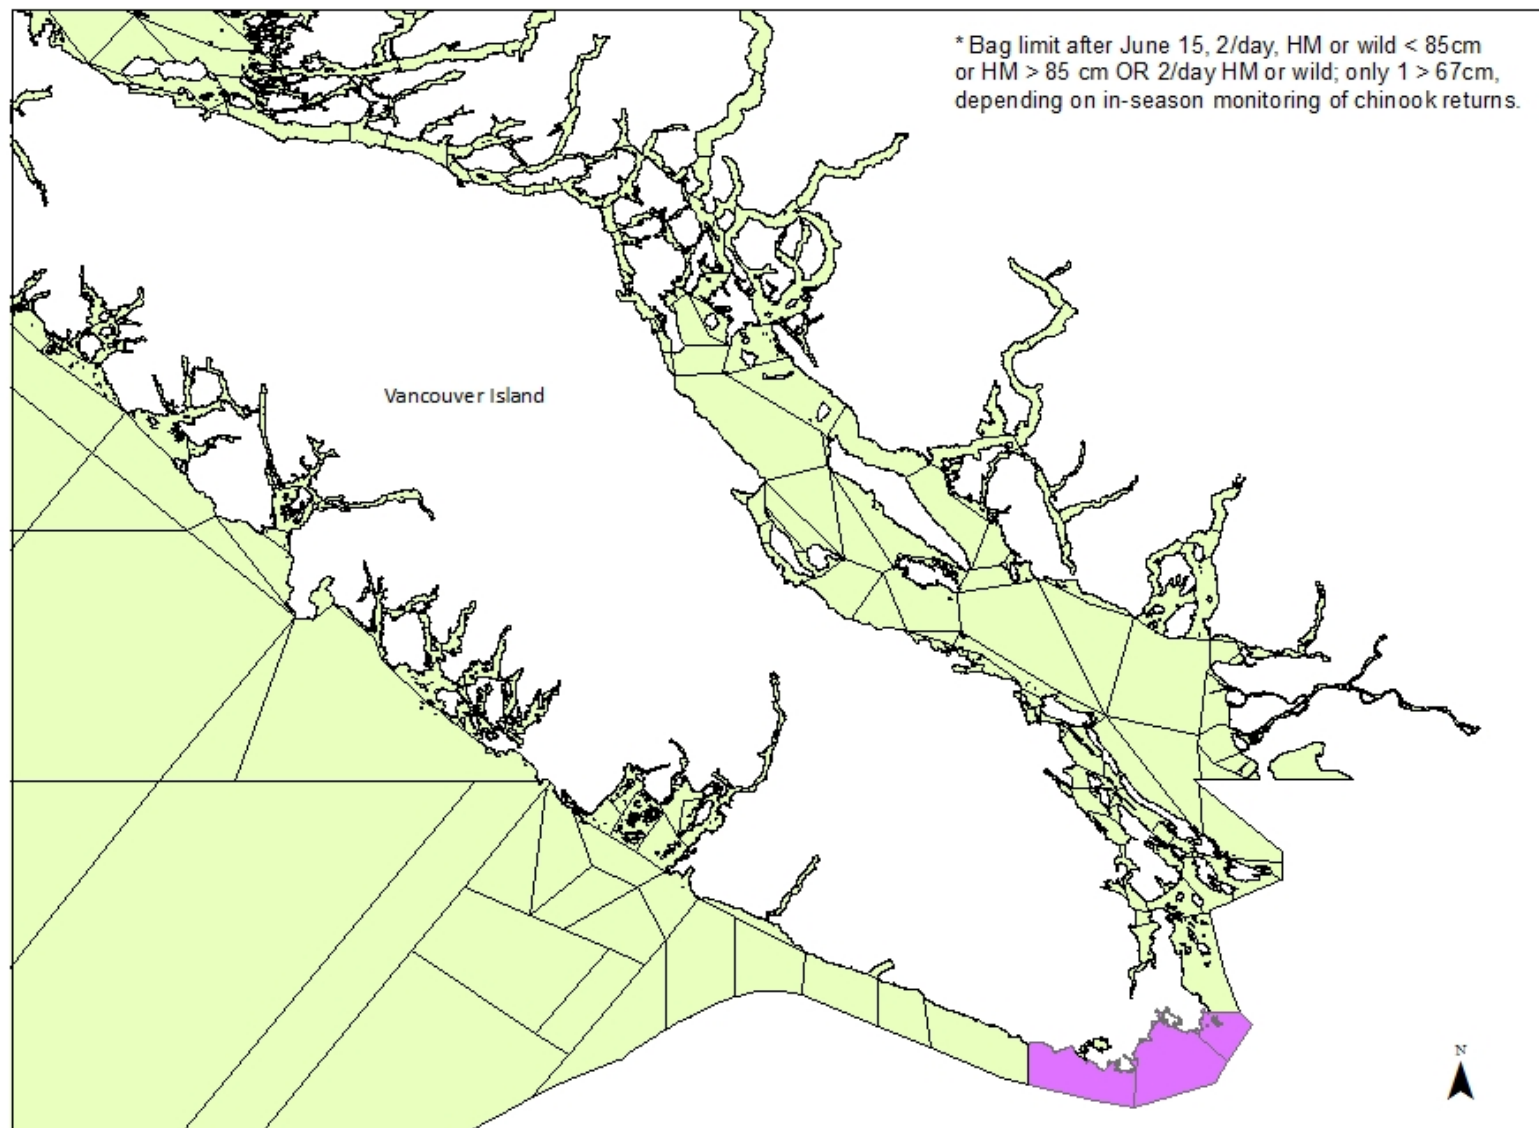 * Bag limit after June 15, 2/day, HM or wild < 85cm
or HM > 85 cm OR 2/day HM or wild; only 1 > 67cm,
depending on in-season monitoring of chinook returns.
Vancouver Island
N